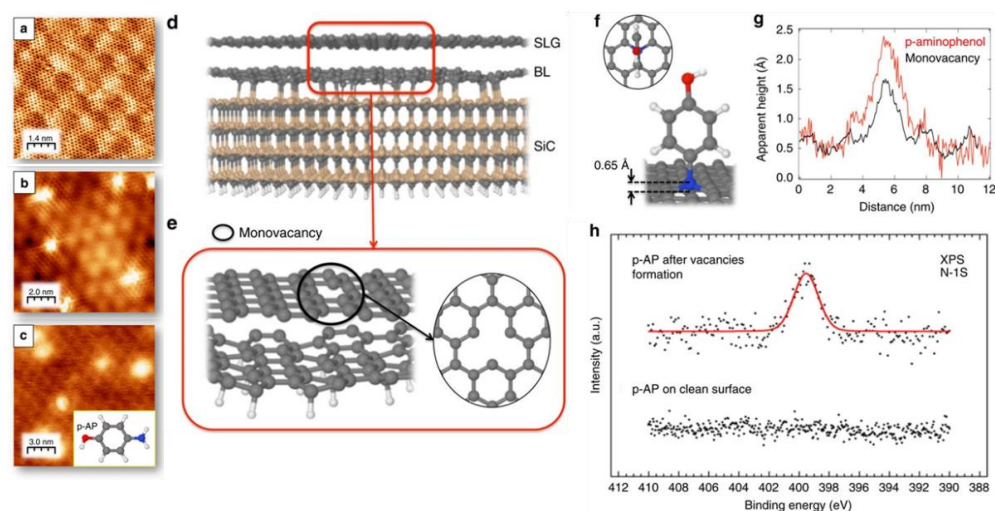 a
1.4 nm
b
2.0 nm
c
p-AP
3.0 nm
d
SLG
BL
SiC
e
Monovacancy
f
0.65 Å
g
p-aminophenol
Monovacancy
Apparent height (Å)
2.5
2.0
1.5
1.0
0.5
0.0
0 2 4 6 8 10 12
Distance (nm)
h
p-AP after vacancies
formation
XPS
N-1S
p-AP on clean surface
Intensity (a.u.)
412 410 408 406 404 402 400 398 396 394 392 390 388
Binding energy (eV)